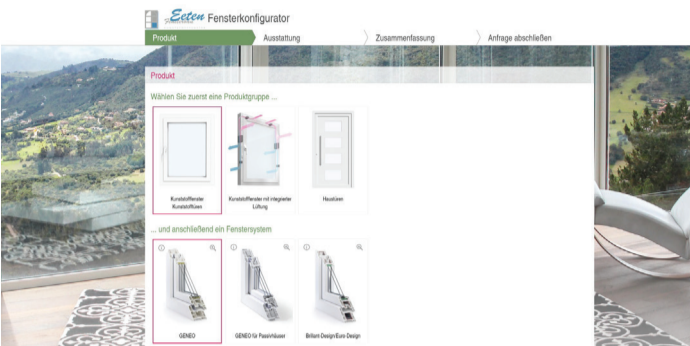 Eeten Fensterkonfigurator
Produkt
Ausstattung
Zusammenfassung
Anfrage abschließen
Produkt
Wählen Sie zuerst eine Produktgruppe ...
Kunststofffenster
Kunststofftüren
Kunststofffenster mit integrierter
Lüftung
Haustüren
... und anschließend ein Fenstersystem
GENEO
GENEO für Passivhäuser
Brillant-Design/Euro-Design